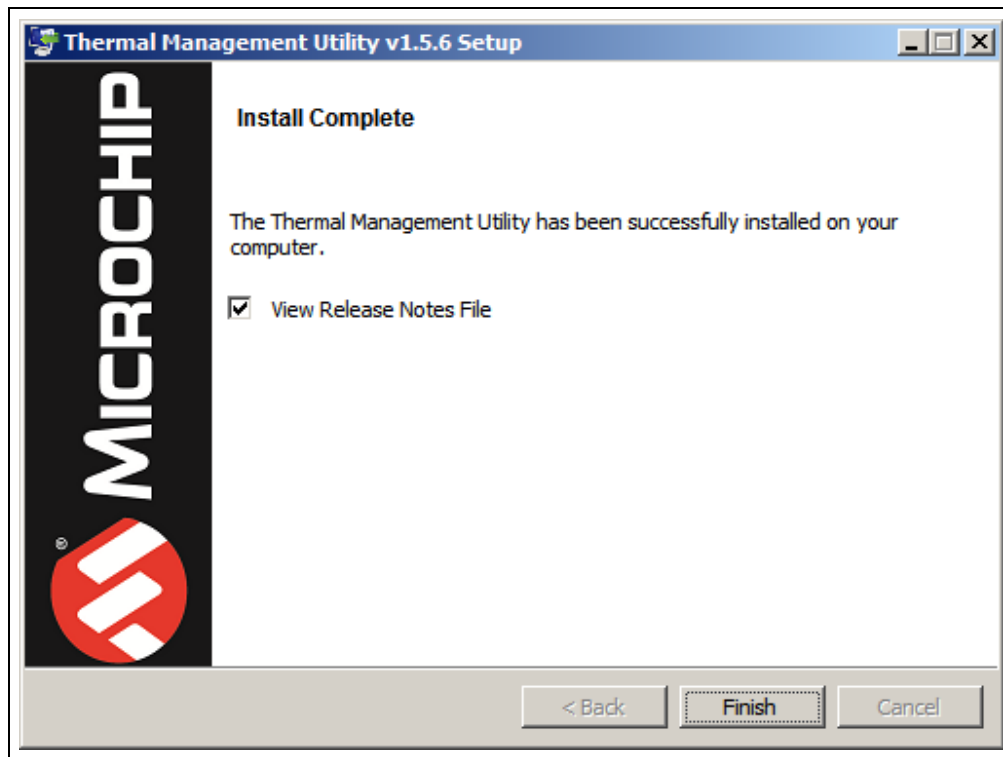 Thermal Management Utility v1.5.6 Setup
MICROCHIP
®
Install Complete
The Thermal Management Utility has been successfully installed on your
computer.
View Release Notes File
< Back
Finish
Cancel